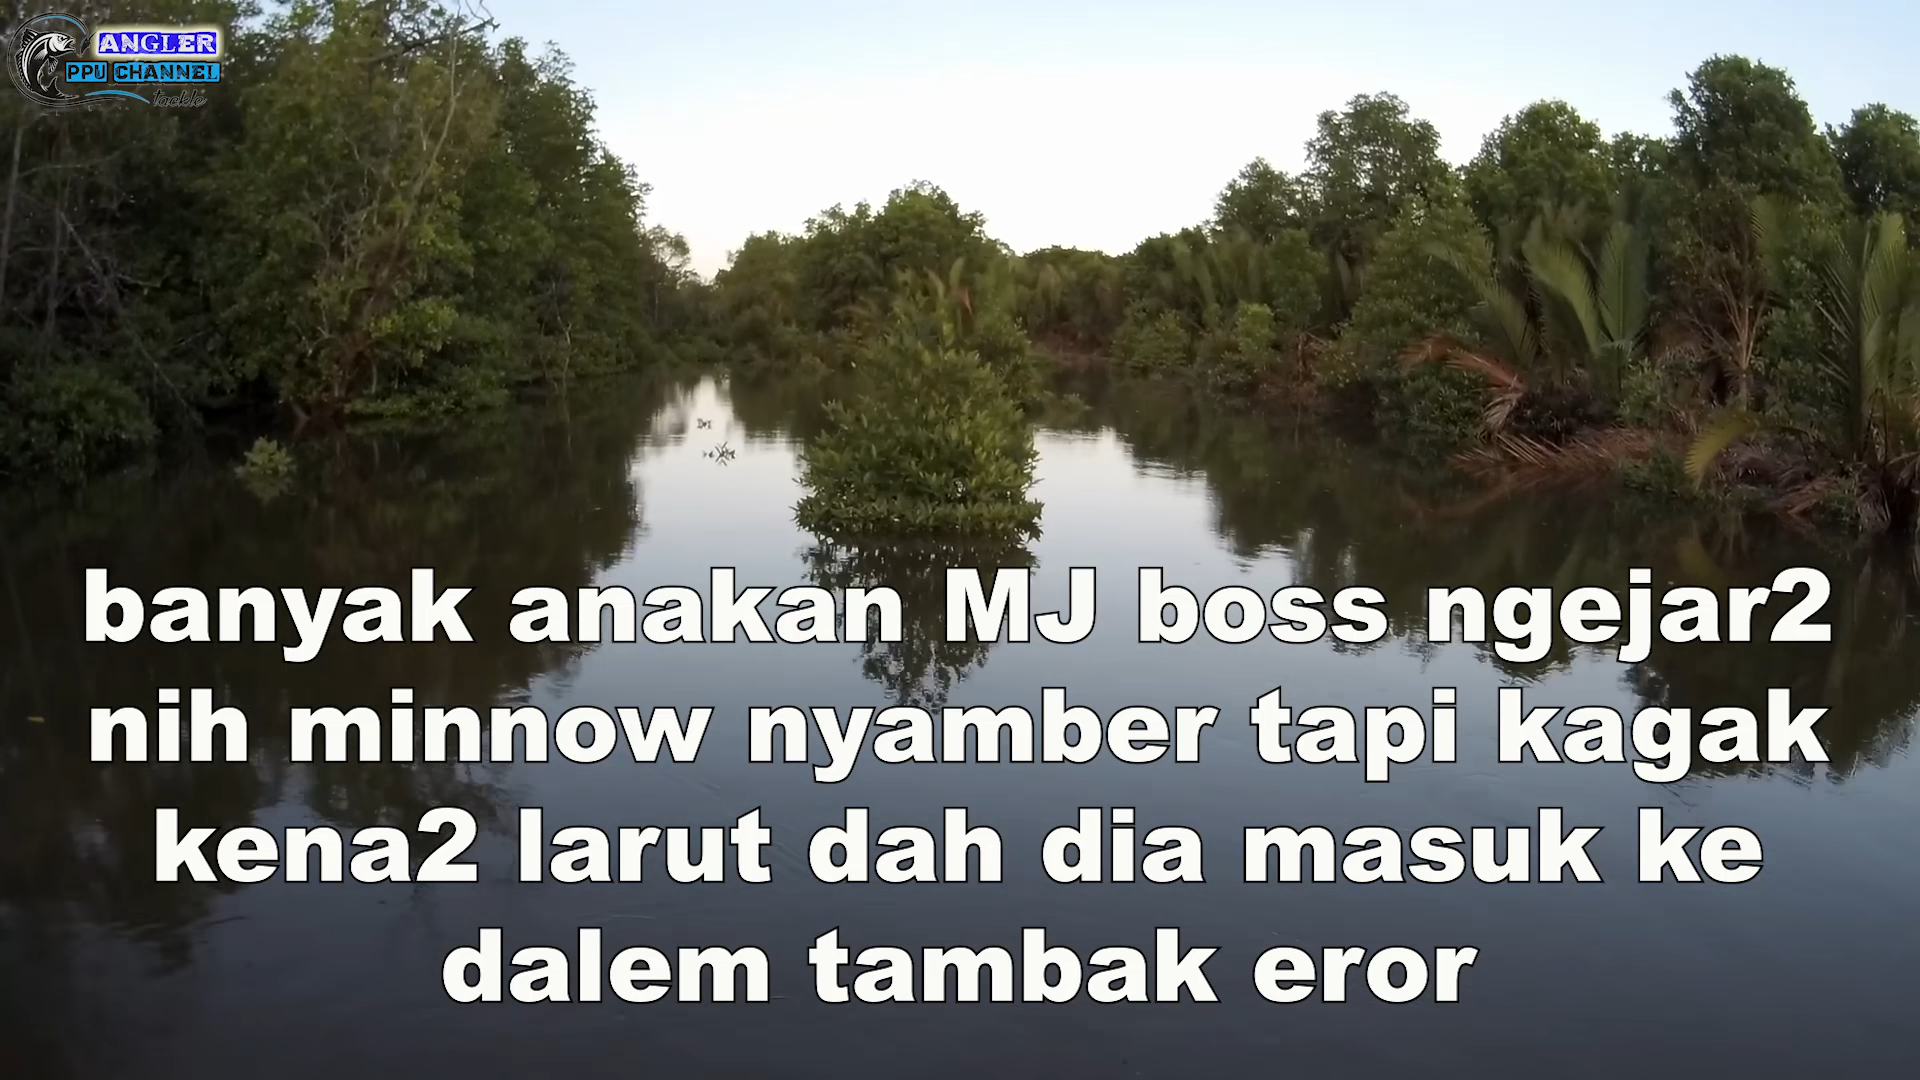 ANGLER
PPU CHANNEL
tackle
banyak anakan MJ boss ngejar2
nih minnow nyamber tapi kagak
kena2 larut dah dia masuk ke
dalem tambak eror